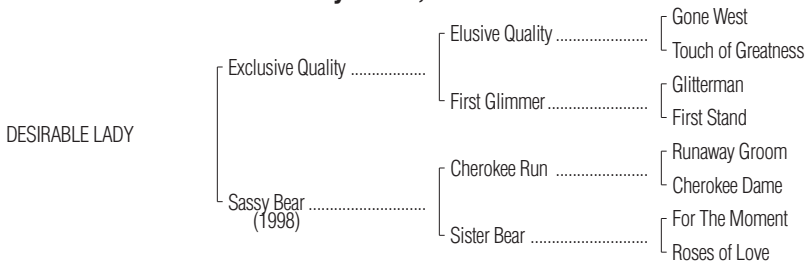 Gone West
Elusive Quality ......................
Touch of Greatness
Exclusive Quality ..................
Glitterman
First Glimmer ........................
First Stand
DESIRABLE LADY
Runaway Groom
Cherokee Run ......................
Cherokee Dame
Sassy Bear ............................
(1998)
For The Moment
Sister Bear ............................
Roses of Love